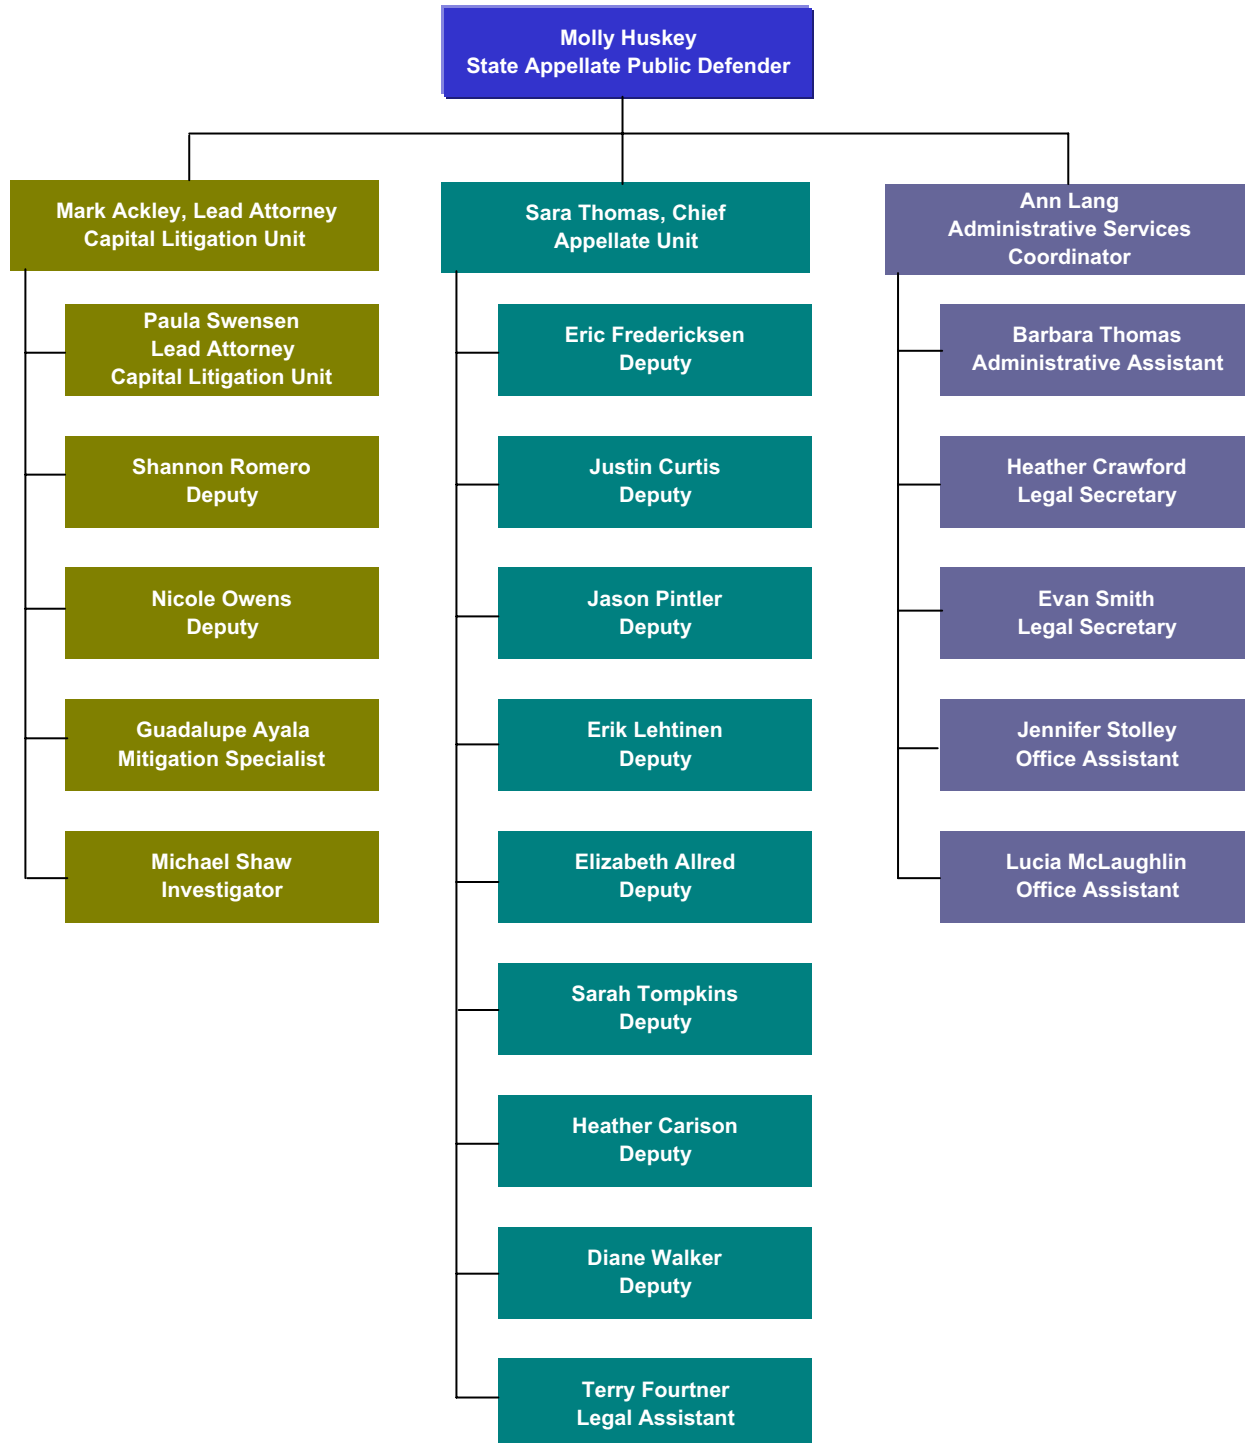 Molly Huskey
State Appellate Public Defender
Mark Ackley, Lead Attorney
Capital Litigation Unit
Paula Swensen
Lead Attorney
Capital Litigation Unit
Shannon Romero
Deputy
Nicole Owens
Deputy
Guadalupe Ayala
Mitigation Specialist
Michael Shaw
Investigator
Sara Thomas, Chief
Appellate Unit
Eric Fredericksen
Deputy
Justin Curtis
Deputy
Jason Pintler
Deputy
Erik Lehtinen
Deputy
Elizabeth Allred
Deputy
Sarah Tompkins
Deputy
Heather Carison
Deputy
Diane Walker
Deputy
Terry Fourtner
Legal Assistant
Ann Lang
Administrative Services
Coordinator
Barbara Thomas
Administrative Assistant
Heather Crawford
Legal Secretary
Evan Smith
Legal Secretary
Jennifer Stolley
Office Assistant
Lucia McLaughlin
Office Assistant